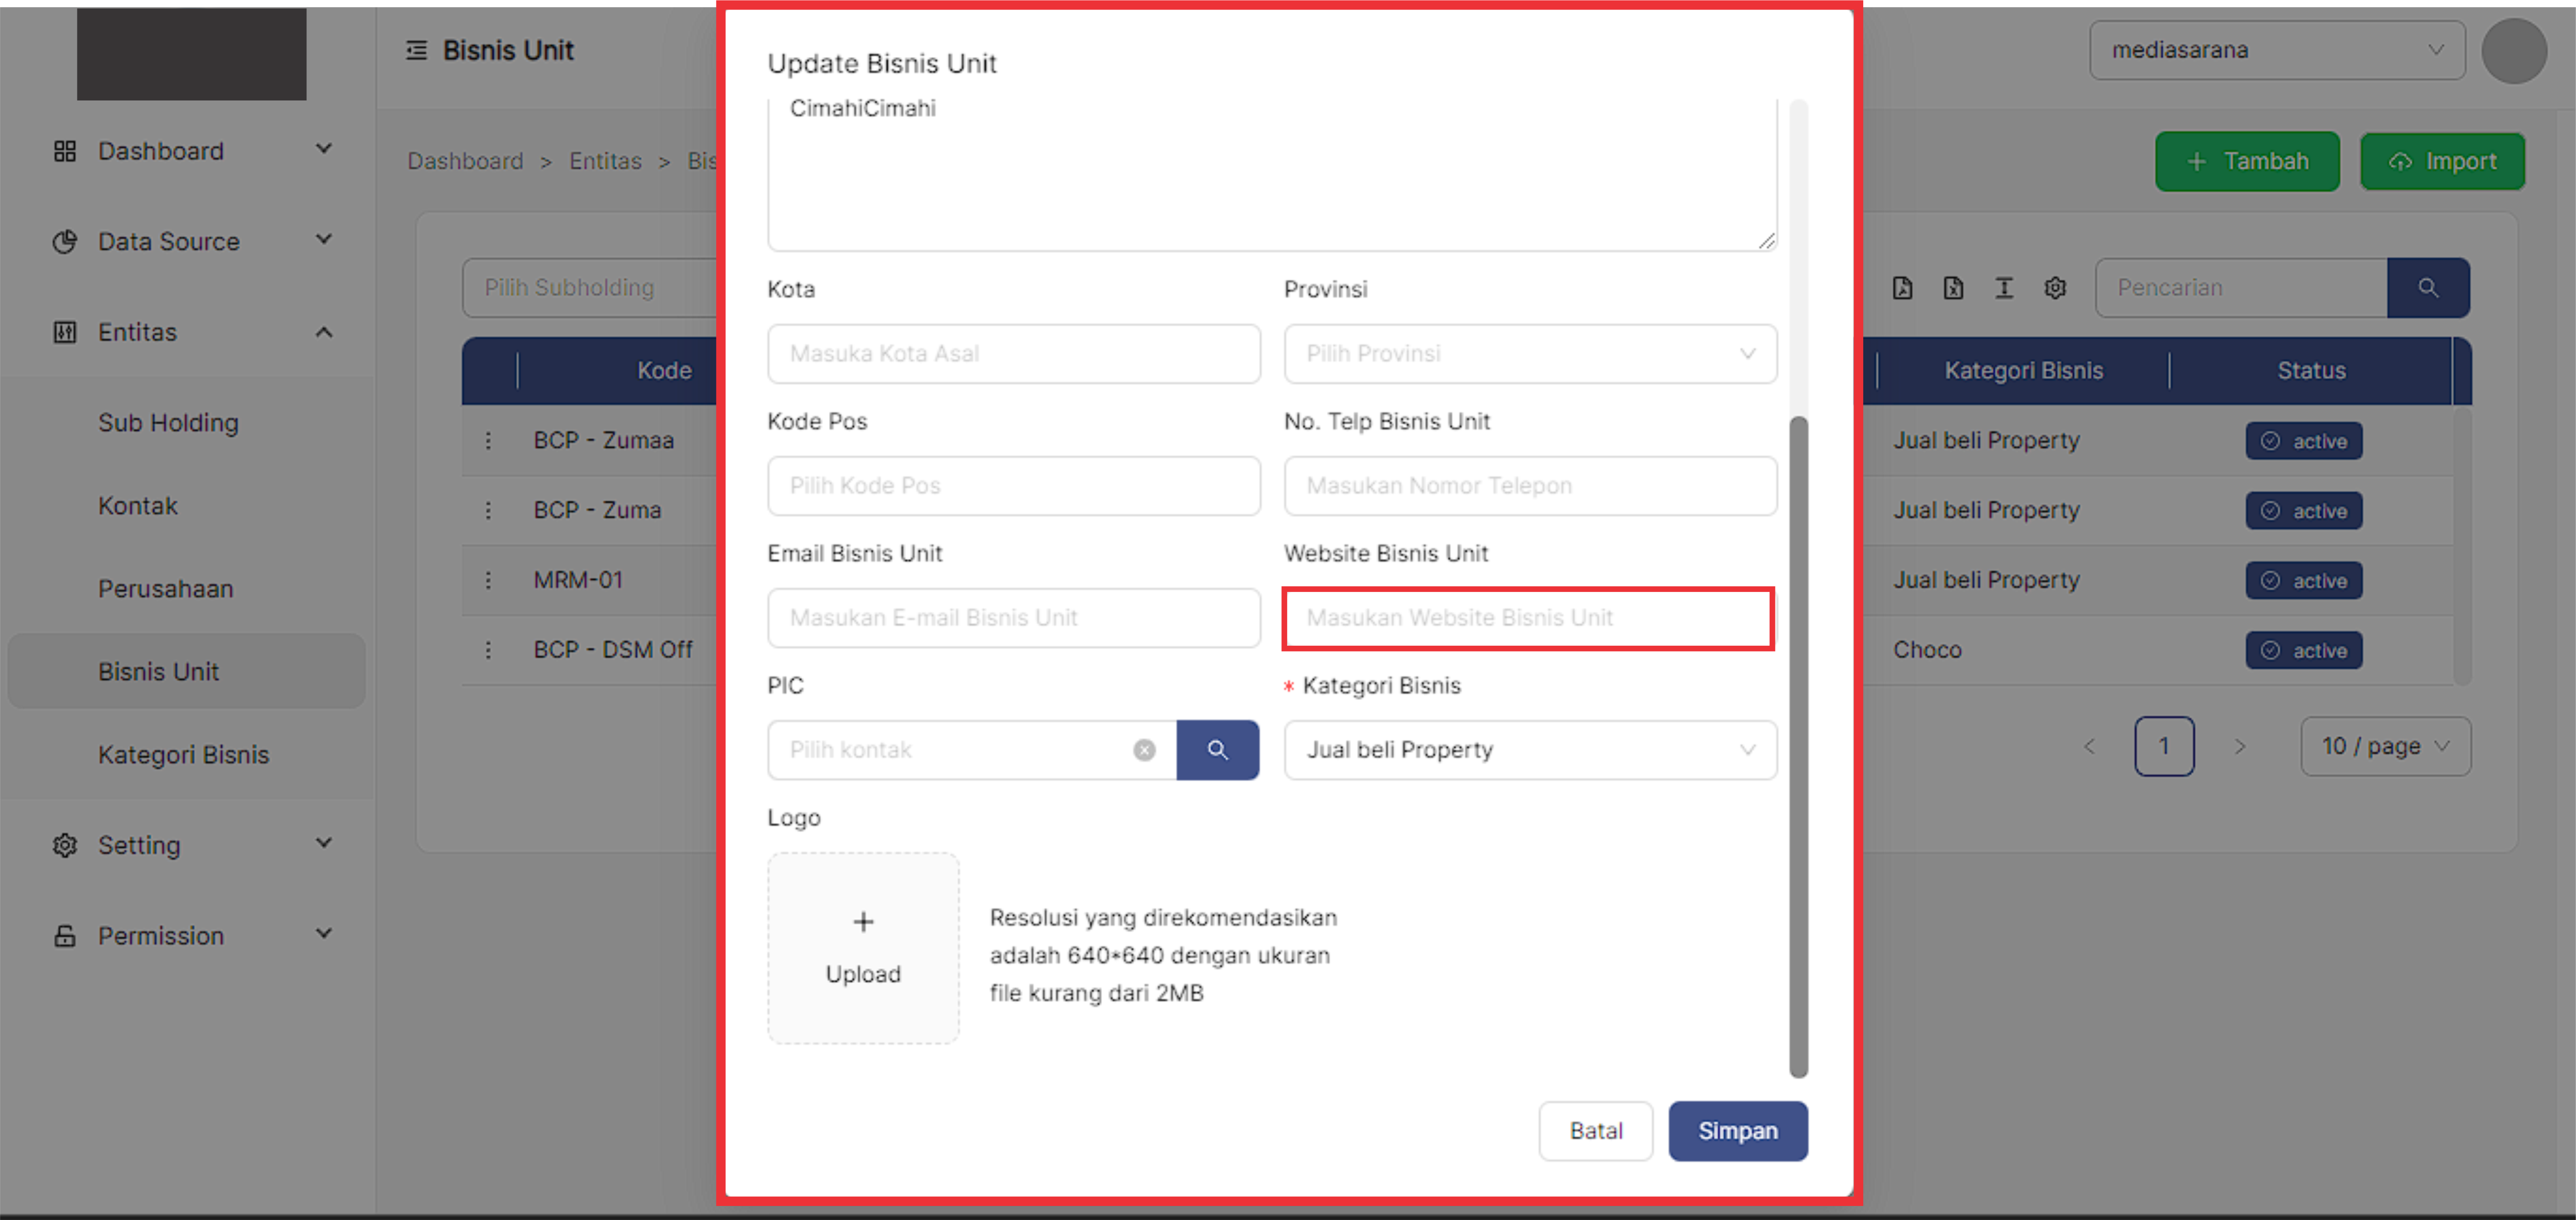 Bisnis Unit
mediasarana
Dashboard
Data Source
Entitas
Sub Holding
Kontak
Perusahaan
Bisnis Unit
Kategori Bisnis
Setting
Permission
Dashboard > Entitas > Bis
+ Tambah
Import
Pilih Subholding
Pencarian
Kode
Kategori Bisnis
Status
BCP - Zumaa
Jual beli Property
active
BCP - Zuma
Jual beli Property
active
MRM-01
Jual beli Property
active
BCP - DSM Off
Choco
active
< 1 >
10 / page
Update Bisnis Unit
CimahiCimahi
Kota
Provinsi
Masuka Kota Asal
Pilih Provinsi
Kode Pos
No. Telp Bisnis Unit
Pilih Kode Pos
Masukan Nomor Telepon
Email Bisnis Unit
Website Bisnis Unit
Masukan E-mail Bisnis Unit
Masukan Website Bisnis Unit
PIC
* Kategori Bisnis
Pilih kontak
Jual beli Property
Logo
+
Upload
Resolusi yang direkomendasikan
adalah 640*640 dengan ukuran
file kurang dari 2MB
Batal
Simpan